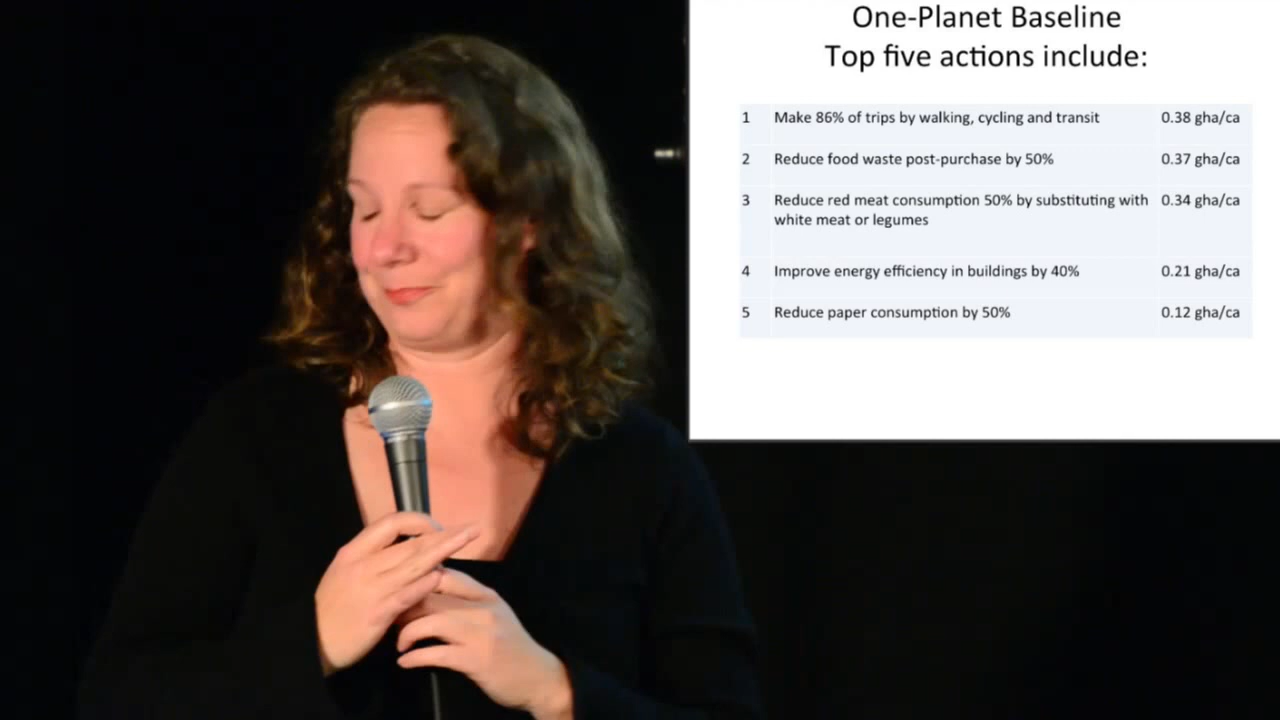 One-Planet Baseline
Top five actions include:
1 Make 86% of trips by walking, cycling and transit 0.38 gha/ca
2 Reduce food waste post-purchase by 50% 0.37 gha/ca
3 Reduce red meat consumption 50% by substituting with 0.34 gha/ca
white meat or legumes
4 Improve energy efficiency in buildings by 40% 0.21 gha/ca
5 Reduce paper consumption by 50% 0.12 gha/ca